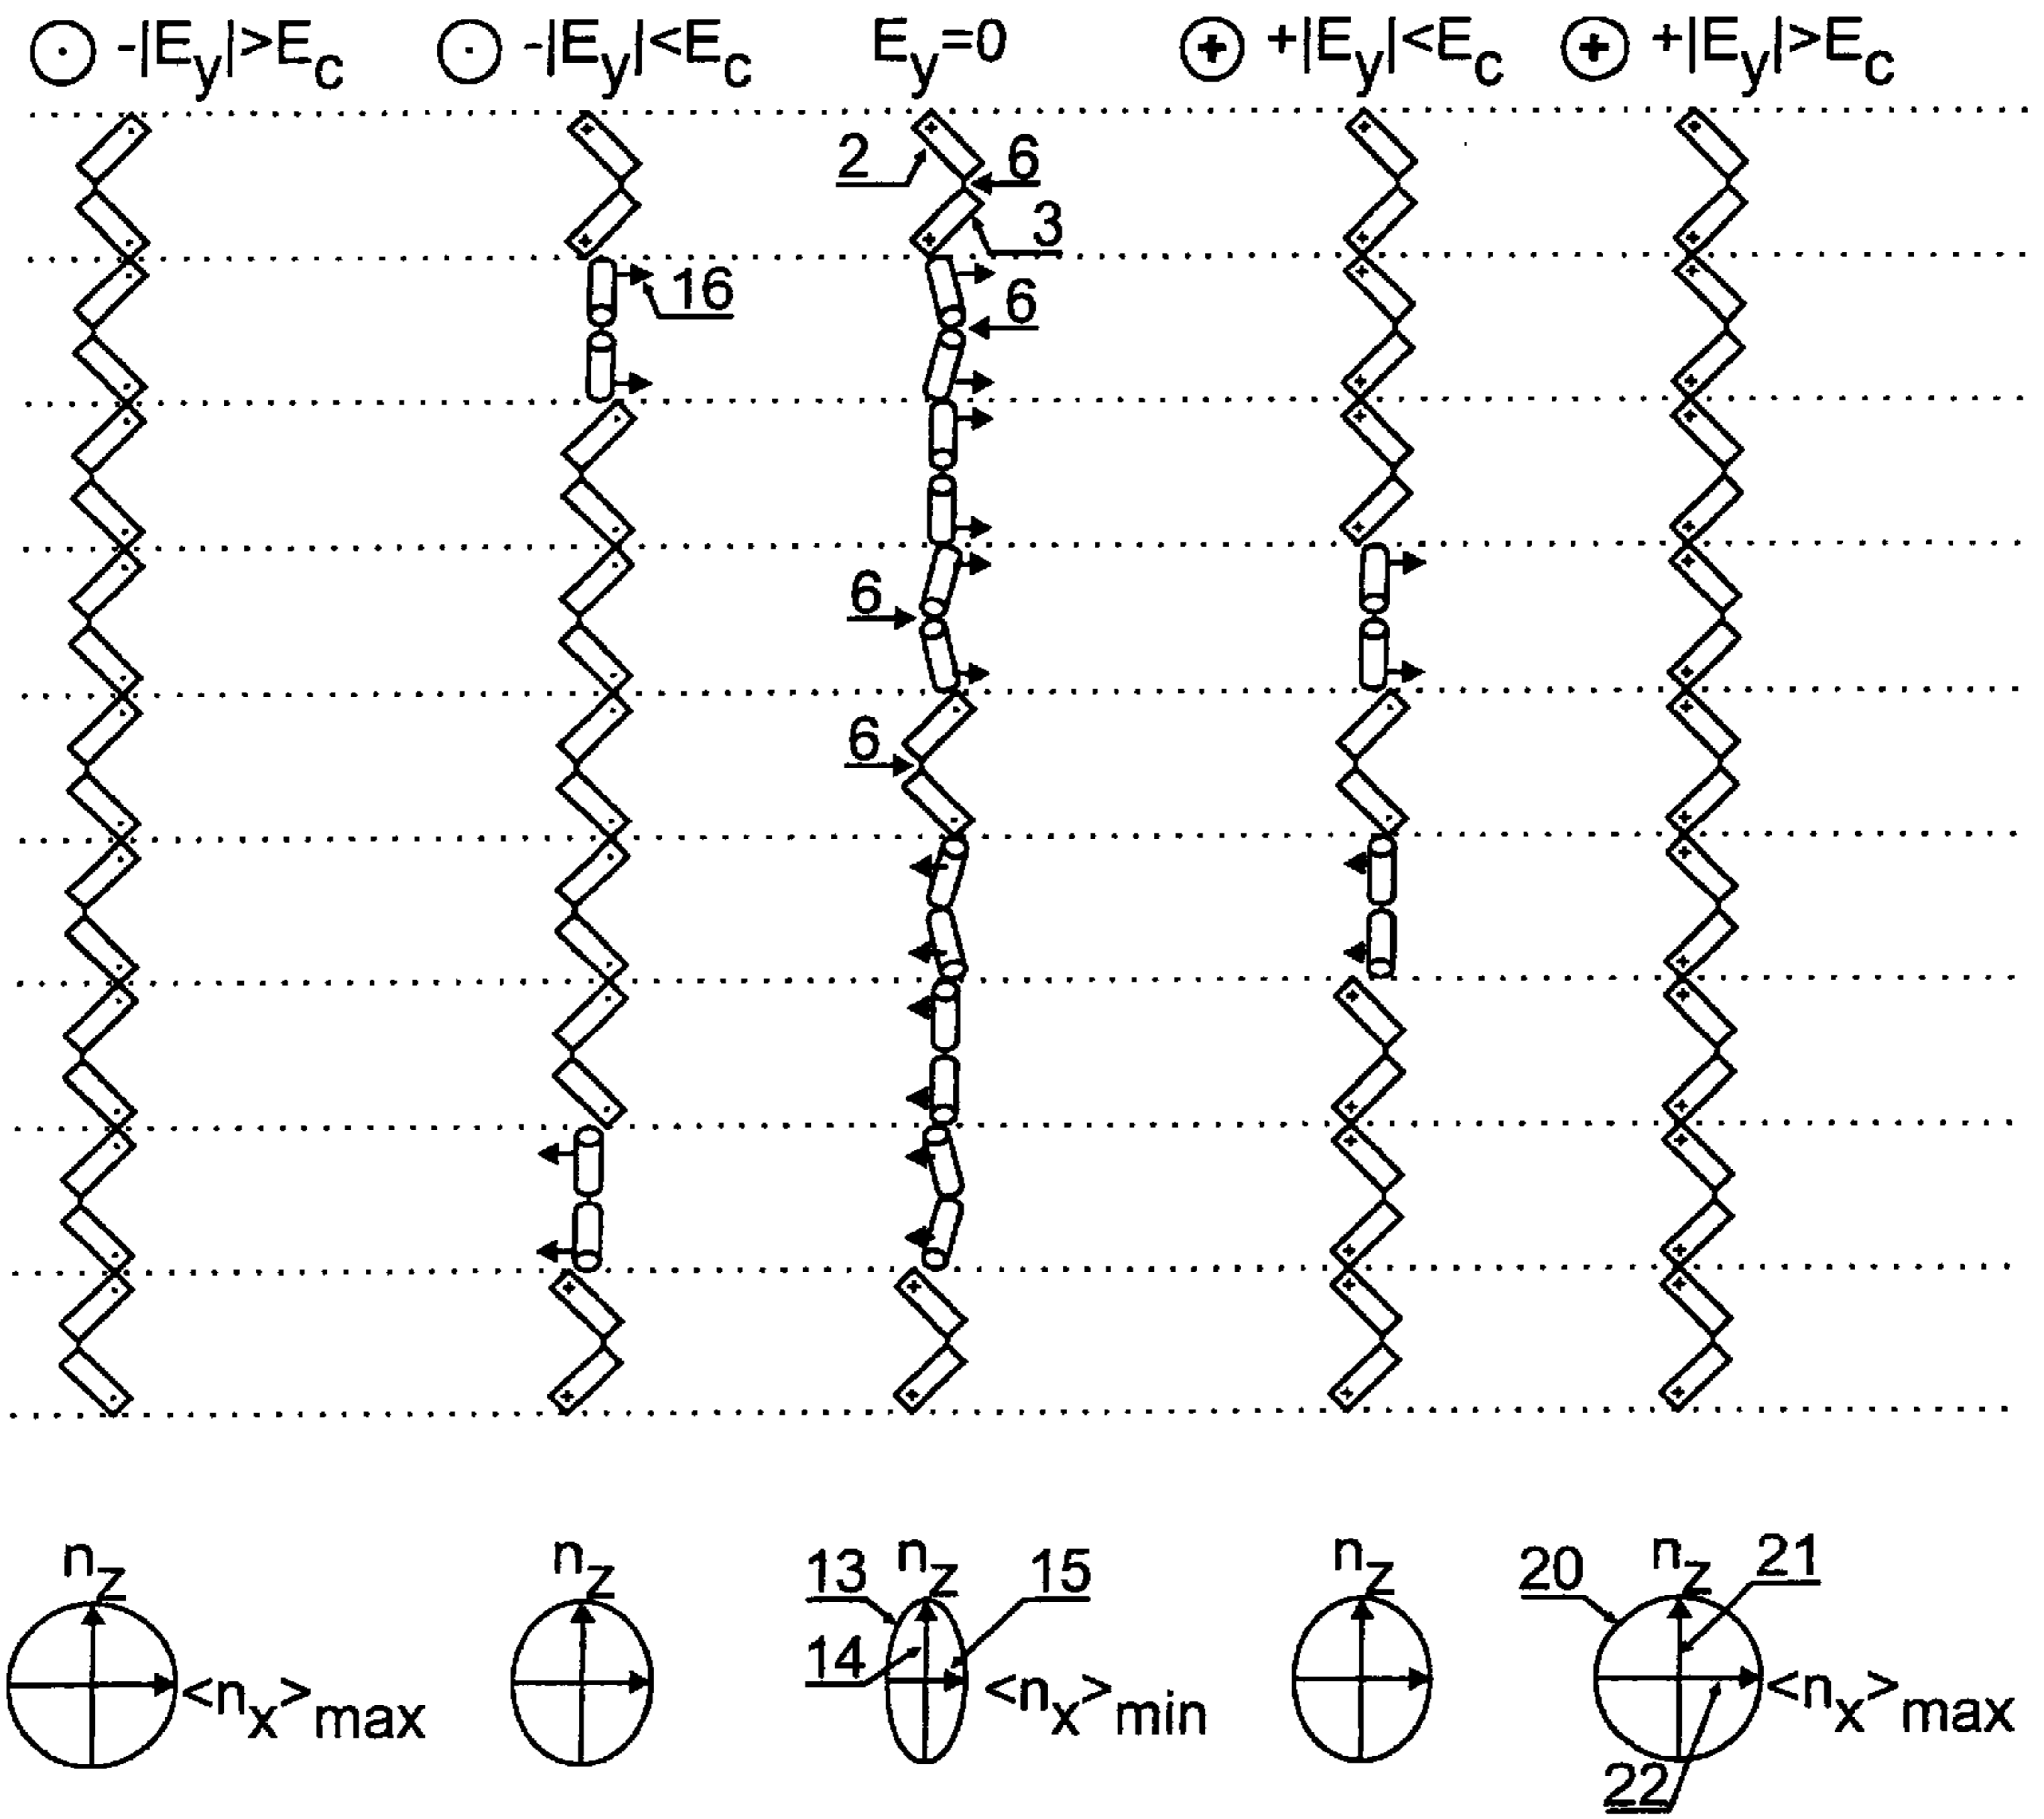 -|Ey|>Ec -|Ey|<Ec Ey=0 +|Ey|<Ec +|Ey|>Ec
2 6
3
16 6
6
6
nz nz 13 nz 15 nz 20 nz 21
14
<nx>max <nx>min <nx>max
22